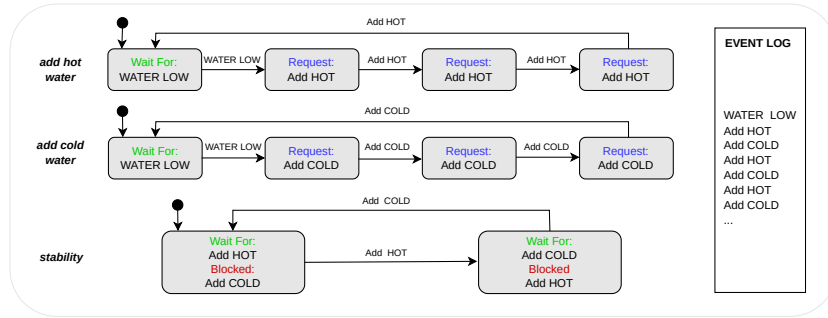 Add HOT
add hot
water
Wait For:
WATER LOW
WATER LOW
Request:
Add HOT
Add HOT
Request:
Add HOT
Add HOT
Request:
Add HOT
Add COLD
add cold
water
Wait For:
WATER LOW
WATER LOW
Request:
Add COLD
Add COLD
Request:
Add COLD
Add COLD
Request:
Add COLD
Add COLD
stability
Wait For:
Add HOT
Blocked:
Add COLD
Add HOT
Wait For:
Add COLD
Blocked
Add HOT
EVENT LOG
WATER LOW
Add HOT
Add COLD
Add HOT
Add COLD
Add HOT
Add COLD
...